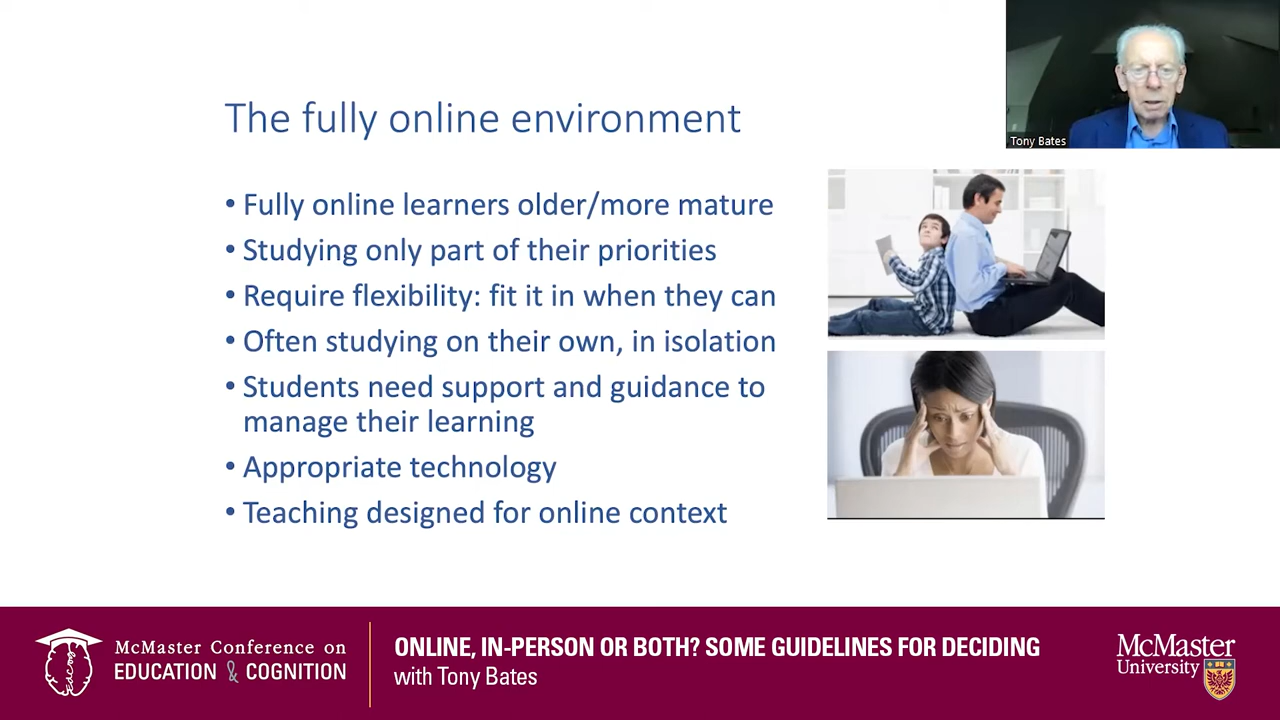 The fully online environment
• Fully online learners older/more mature
• Studying only part of their priorities
• Require flexibility: fit it in when they can
• Often studying on their own, in isolation
• Students need support and guidance to
manage their learning
• Appropriate technology
• Teaching designed for online context
Tony Bates
McMaster Conference on
EDUCATION & COGNITION
ONLINE, IN-PERSON OR BOTH? SOME GUIDELINES FOR DECIDING
with Tony Bates
McMaster
University